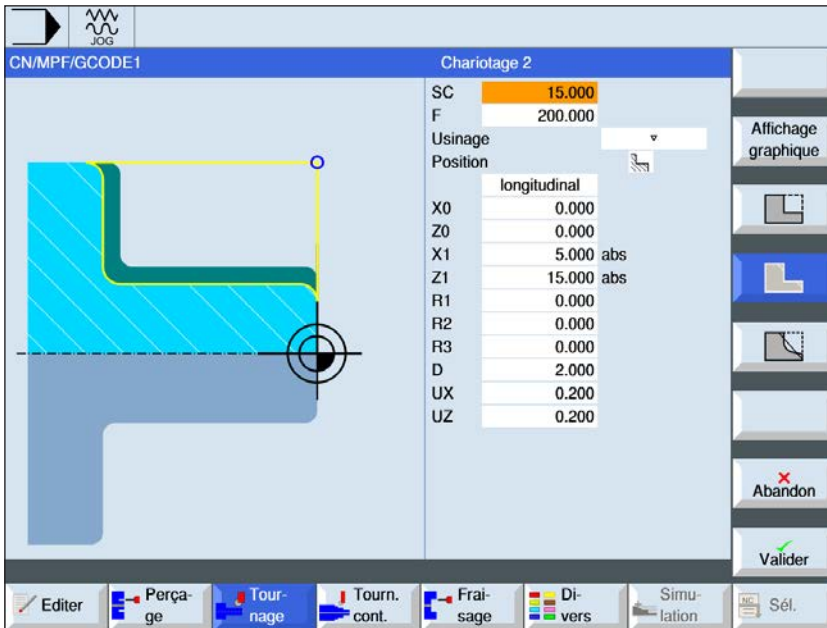 JOG
CN/MPF/GCODE1
Chariotage 2
SC 15.000
F 200.000
Usinage ▿
Position
longitudinal
X0 0.000
Z0 0.000
X1 5.000 abs
Z1 15.000 abs
R1 0.000
R2 0.000
R3 0.000
D 2.000
UX 0.200
UZ 0.200
Affichage
graphique
Abandon
Valider
Editer
Perça-
ge
Tour-
nage
Tourn.
cont.
Frai-
sage
Di-
vers
Simu-
lation
NC
Sél.